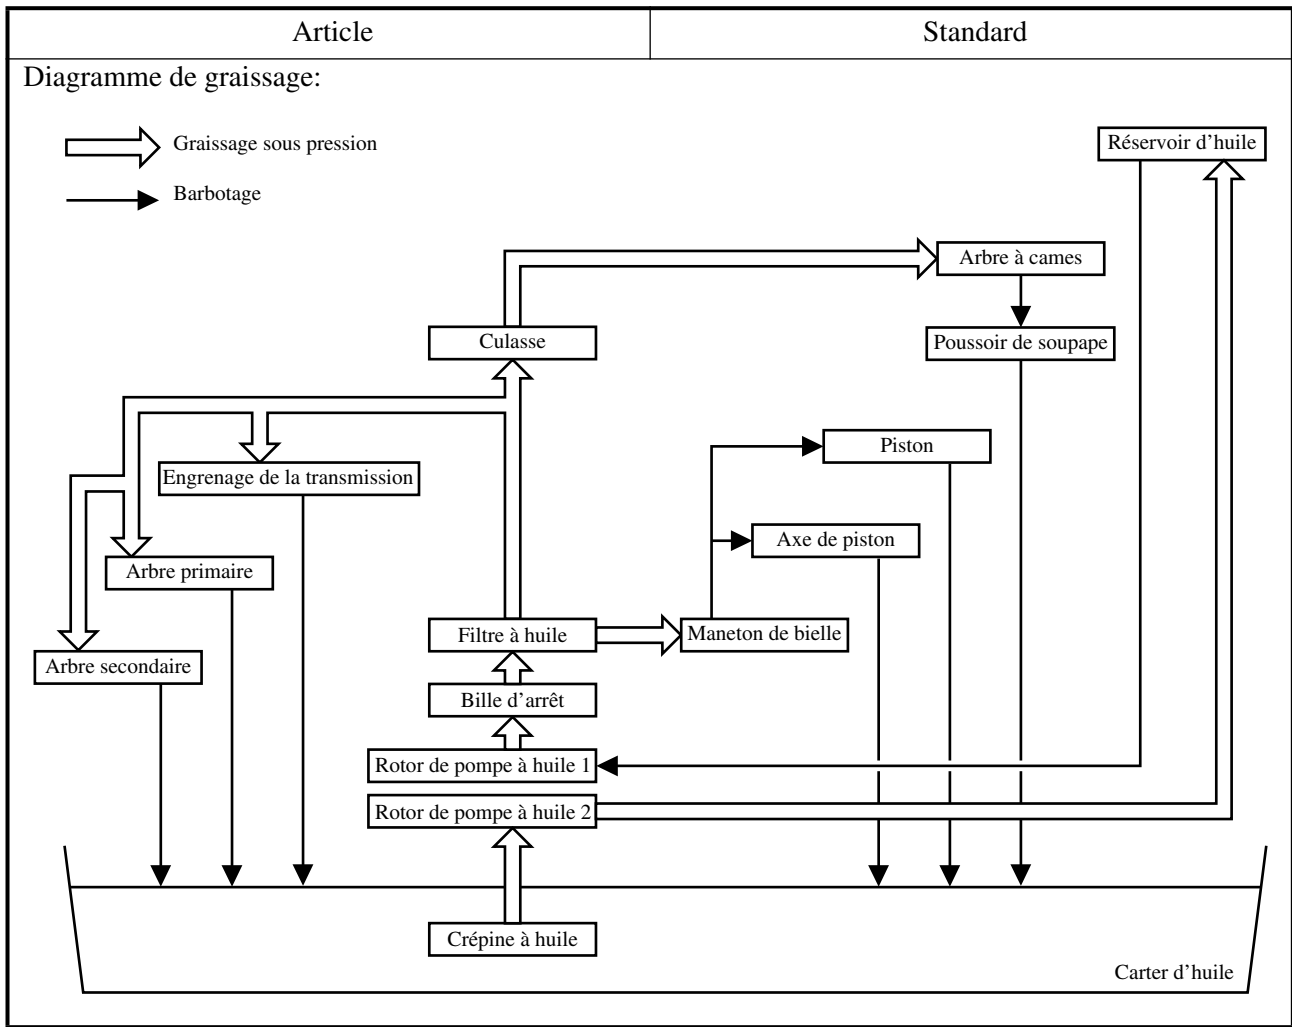 Article
Standard
Diagramme de graissage:
Graissage sous pression
Barbotage
Réservoir d’huile
Arbre à cames
Culasse
Poussoir de soupape
Piston
Engrenage de la transmission
Axe de piston
Arbre primaire
Filtre à huile
Maneton de bielle
Arbre secondaire
Bille d’arrêt
Rotor de pompe à huile 1
Rotor de pompe à huile 2
Crépine à huile
Carter d’huile